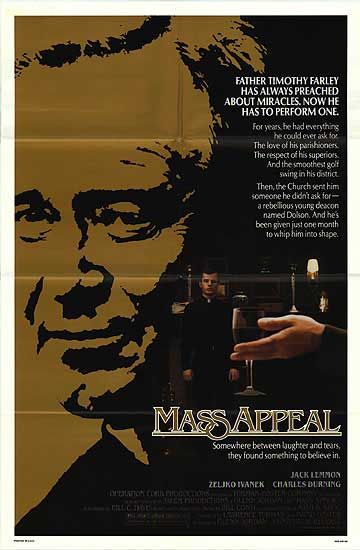 FATHER TIMOTHY FARLEY
HAS ALWAYS PREACHED
ABOUT MIRACLES. NOW HE
HAS TO PERFORM ONE.
For years, he had everything
he could ever ask for.
The love of his parishioners.
The respect of his superiors.
And the smoothest golf
swing in his district.
Then, the Church sent him
someone he didn't ask for—
a rebellious young deacon
named Dolson. And he's
been given just one month
to whip him into shape.
MASS APPEAL
Somewhere between laughter and tears,
they found something to believe in.
JACK LEMMON
ŽELJKO IVANEK CHARLES DURNING
OPERATION CORK PRODUCTIONS